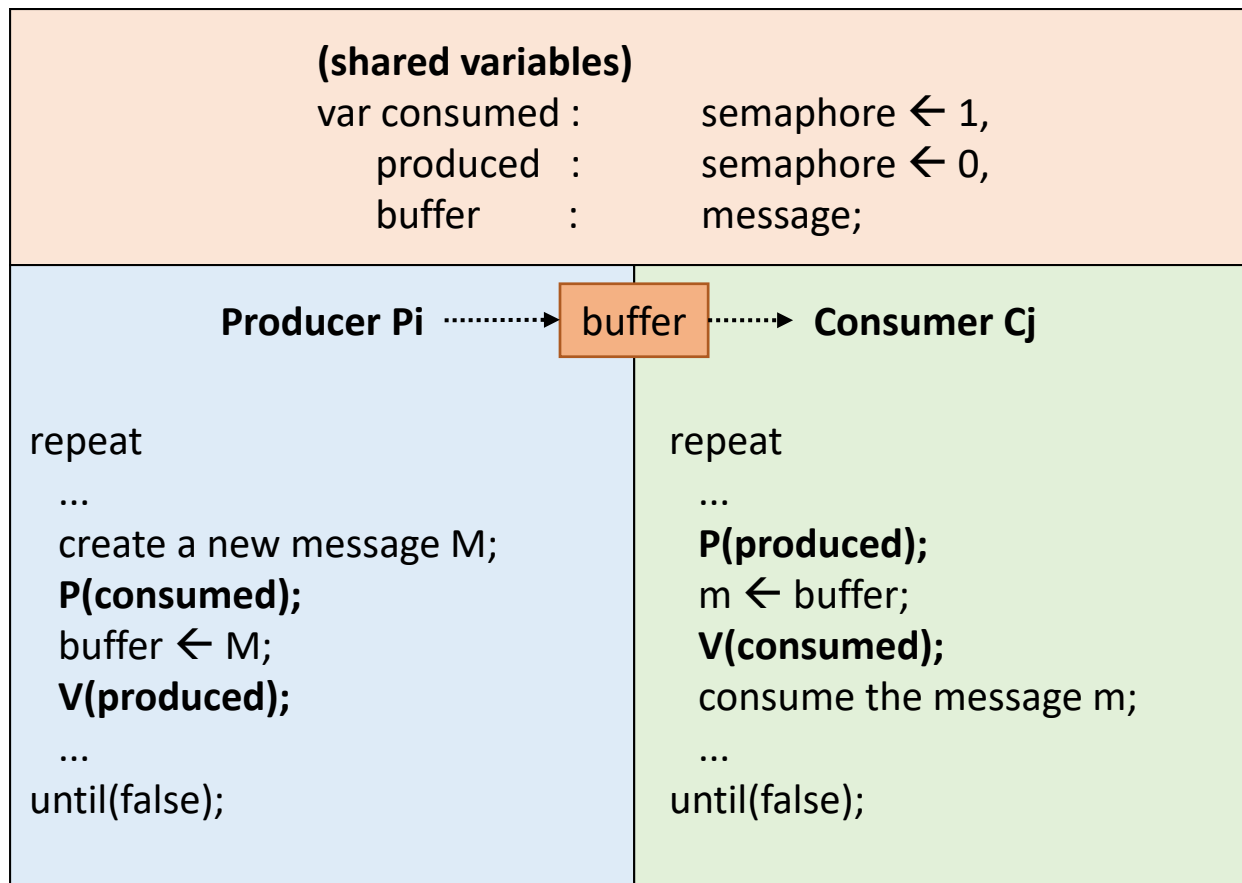 (shared variables)
var consumed : semaphore ← 1,
produced : semaphore ← 0,
buffer : message;
Producer Pi
buffer
Consumer Cj
repeat
...
create a new message M;
P(consumed);
buffer ← M;
V(produced);
...
until(false);
repeat
...
P(produced);
m ← buffer;
V(consumed);
consume the message m;
...
until(false);